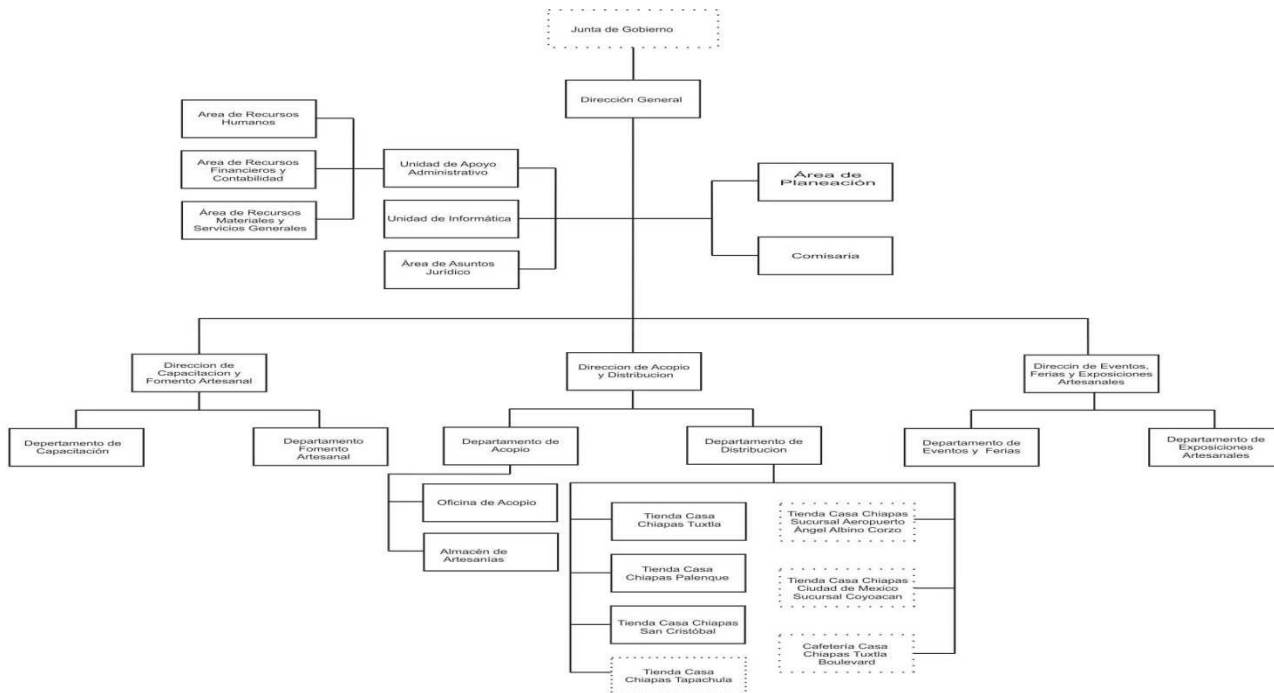 Junta de Gobierno
Dirección General
Area de Recursos
Humanos
Area de Recursos
Financieros y
Contabilidad
Área de Recursos
Materiales y
Servicios Generales
Unidad de Apoyo
Administrativo
Unidad de Informática
Área de Asuntos
Jurídico
Área de
Planeación
Comisaria
Direccion de
Capacitacion y
Fomento Artesanal
Direccion de Acopio
y Distribucion
Direccin de Eventos,
Ferias y Exposiciones
Artesanales
Depertamento de
Capacitación
Departamento
Fomento
Artesanal
Departamento de
Acopio
Departamento de
Distribucion
Departamento de
Eventos y Ferias
Departamento de
Exposiciones
Artesanales
Oficina de Acopio
Almacén de
Artesanías
Tienda Casa
Chiapas Tuxtla
Tienda Casa
Chiapas Palenque
Tienda Casa Chiapas
San Cristóbal
Tienda Casa
Chiapas Tapachula
Tienda Casa Chiapas
Sucursal Aeropuerto
Ángel Albino Corzo
Tienda Casa Chiapas
Ciudad de Mexico
Sucursal Coyoacan
Cafetería Casa
Chiapas Tuxtla
Boulevard